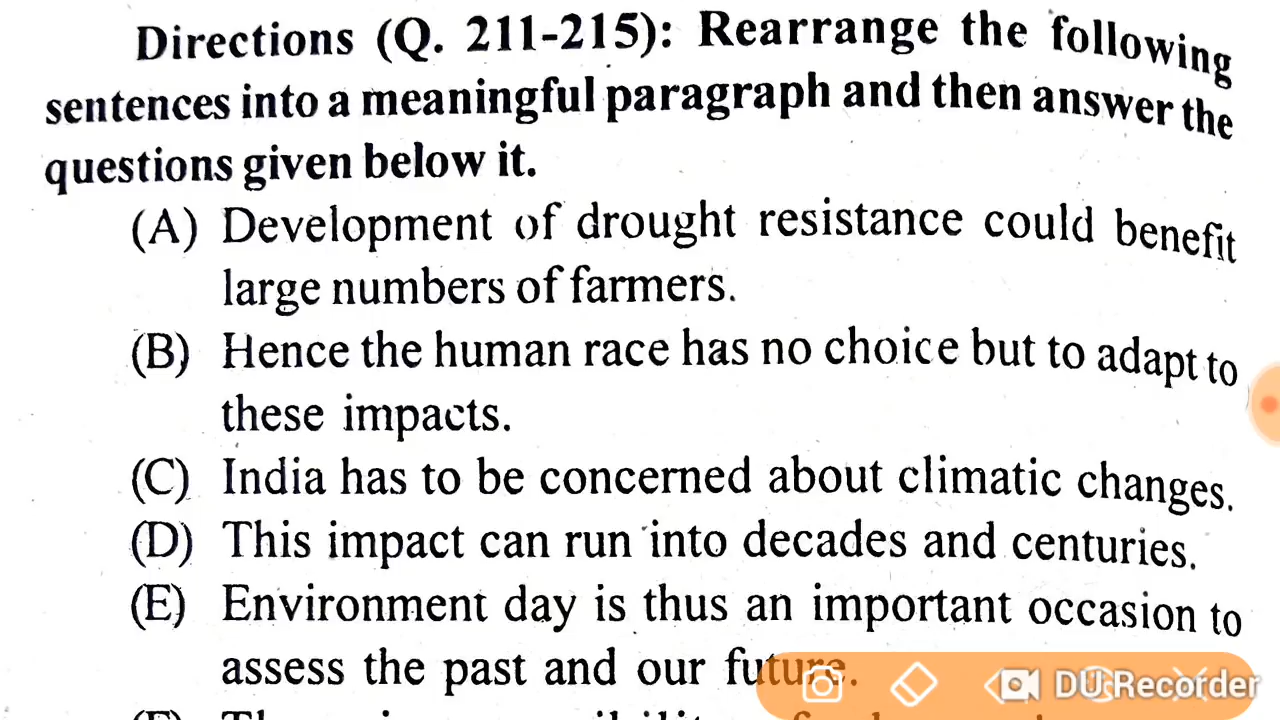 Directions (Q. 211-215): Rearrange the following
sentences into a meaningful paragraph and then answer the
questions given below it.
(A) Development of drought resistance could benefit
large numbers of farmers.
(B) Hence the human race has no choice but to adapt to
these impacts.
(C) India has to be concerned about climatic changes.
(D) This impact can run into decades and centuries.
(E) Environment day is thus an important occasion to
assess the past and our future.
DU Recorder